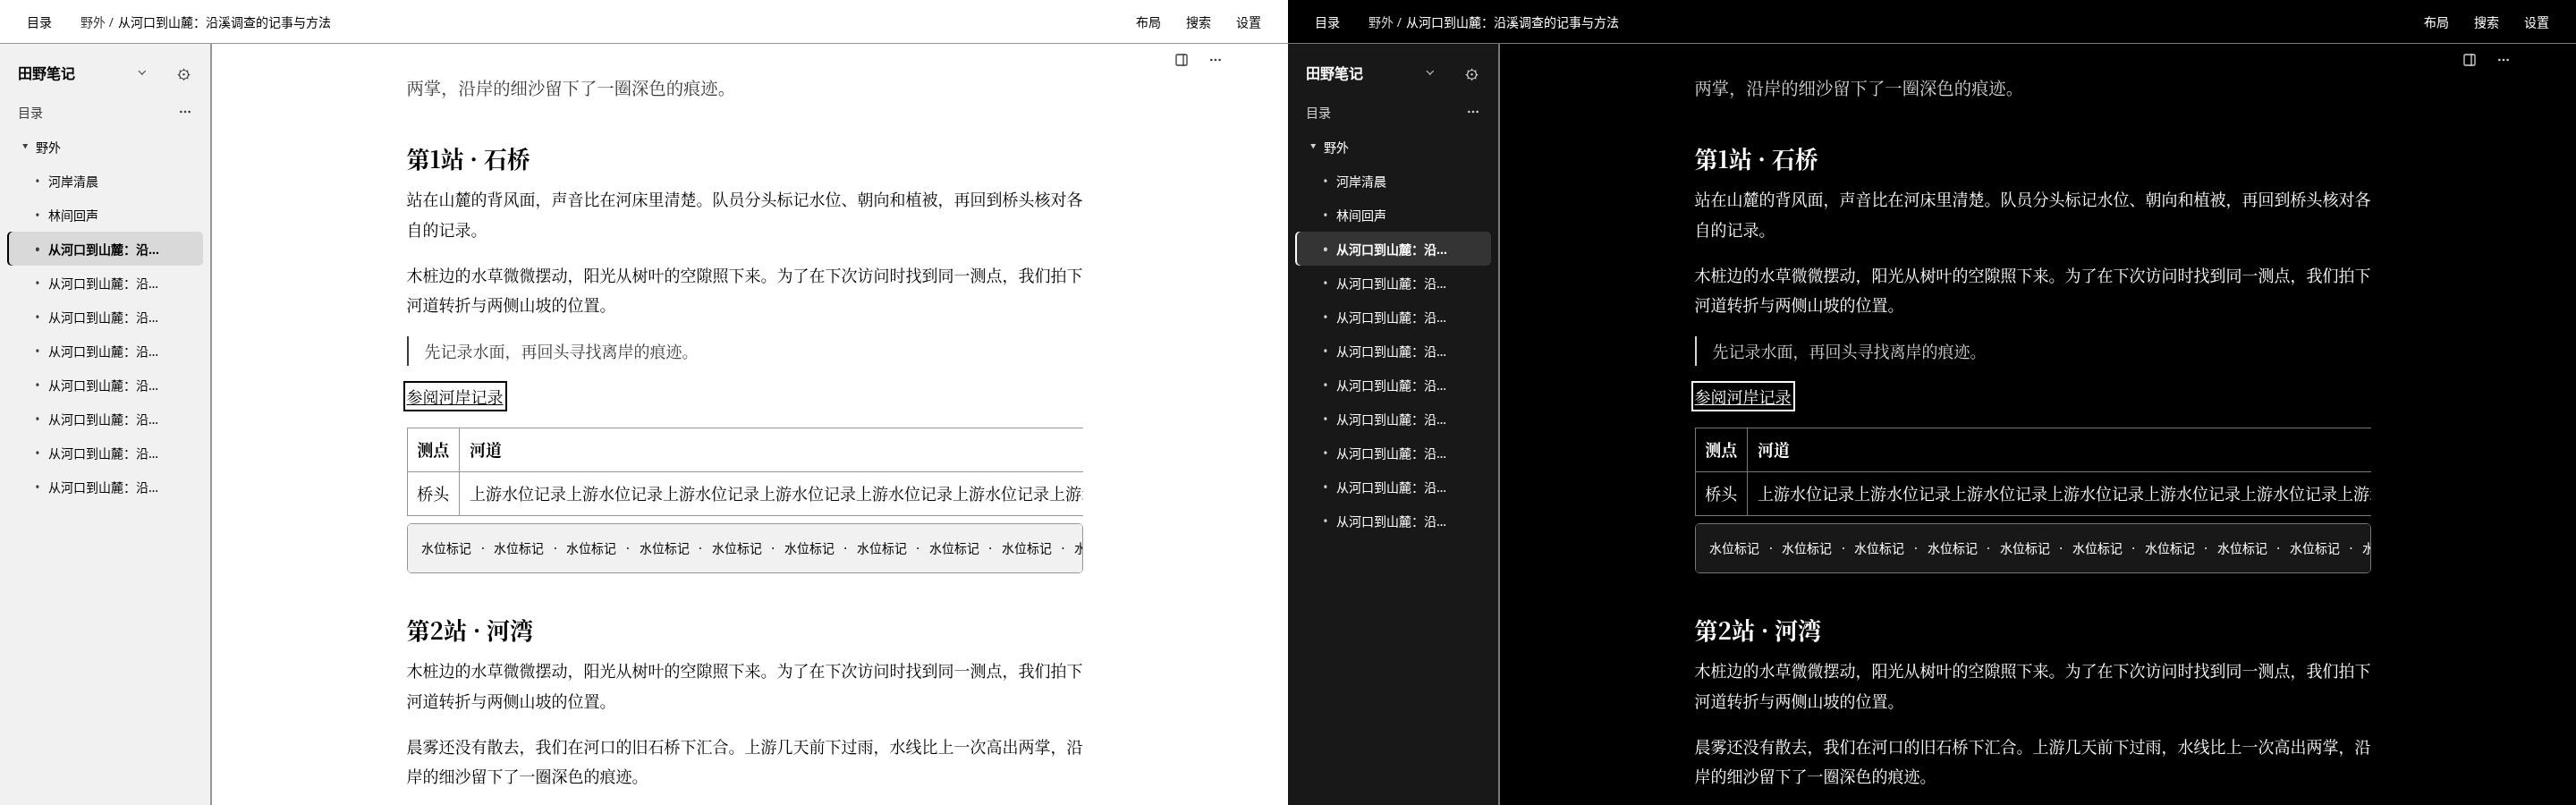 目录
野外 / 从河口到山麓：沿溪调查的记事与方法
布局
搜索
设置
田野笔记
目录
野外
河岸清晨
林间回声
从河口到山麓：沿...
从河口到山麓：沿...
从河口到山麓：沿...
从河口到山麓：沿...
从河口到山麓：沿...
从河口到山麓：沿...
从河口到山麓：沿...
从河口到山麓：沿...
两掌，沿岸的细沙留下了一圈深色的痕迹。
第1站 · 石桥
站在山麓的背风面，声音比在河床里清楚。队员分头标记水位、朝向和植被，再回到桥头核对各
自的记录。
木桩边的水草微微摆动，阳光从树叶的空隙照下来。为了在下次访问时找到同一测点，我们拍下
河道转折与两侧山坡的位置。
先记录水面，再回头寻找离岸的痕迹。
参阅河岸记录
测点
河道
桥头
上游水位记录上游水位记录上游水位记录上游水位记录上游水位记录上游水位记录上游
水位标记 · 水位标记 · 水位标记 · 水位标记 · 水位标记 · 水位标记 · 水位标记 · 水位标记 · 水位标记 ·
第2站 · 河湾
木桩边的水草微微摆动，阳光从树叶的空隙照下来。为了在下次访问时找到同一测点，我们拍下
河道转折与两侧山坡的位置。
晨雾还没有散去，我们在河口的旧石桥下汇合。上游几天前下过雨，水线比上一次高出两掌，沿
岸的细沙留下了一圈深色的痕迹。
目录
野外 / 从河口到山麓：沿溪调查的记事与方法
布局
搜索
设置
田野笔记
目录
野外
河岸清晨
林间回声
从河口到山麓：沿...
从河口到山麓：沿...
从河口到山麓：沿...
从河口到山麓：沿...
从河口到山麓：沿...
从河口到山麓：沿...
从河口到山麓：沿...
从河口到山麓：沿...
从河口到山麓：沿...
两掌，沿岸的细沙留下了一圈深色的痕迹。
第1站 · 石桥
站在山麓的背风面，声音比在河床里清楚。队员分头标记水位、朝向和植被，再回到桥头核对各
自的记录。
木桩边的水草微微摆动，阳光从树叶的空隙照下来。为了在下次访问时找到同一测点，我们拍下
河道转折与两侧山坡的位置。
先记录水面，再回头寻找离岸的痕迹。
参阅河岸记录
测点
河道
桥头
上游水位记录上游水位记录上游水位记录上游水位记录上游水位记录上游水位记录上游
水位标记 · 水位标记 · 水位标记 · 水位标记 · 水位标记 · 水位标记 · 水位标记 · 水位标记 · 水位标记 ·
第2站 · 河湾
木桩边的水草微微摆动，阳光从树叶的空隙照下来。为了在下次访问时找到同一测点，我们拍下
河道转折与两侧山坡的位置。
晨雾还没有散去，我们在河口的旧石桥下汇合。上游几天前下过雨，水线比上一次高出两掌，沿
岸的细沙留下了一圈深色的痕迹。